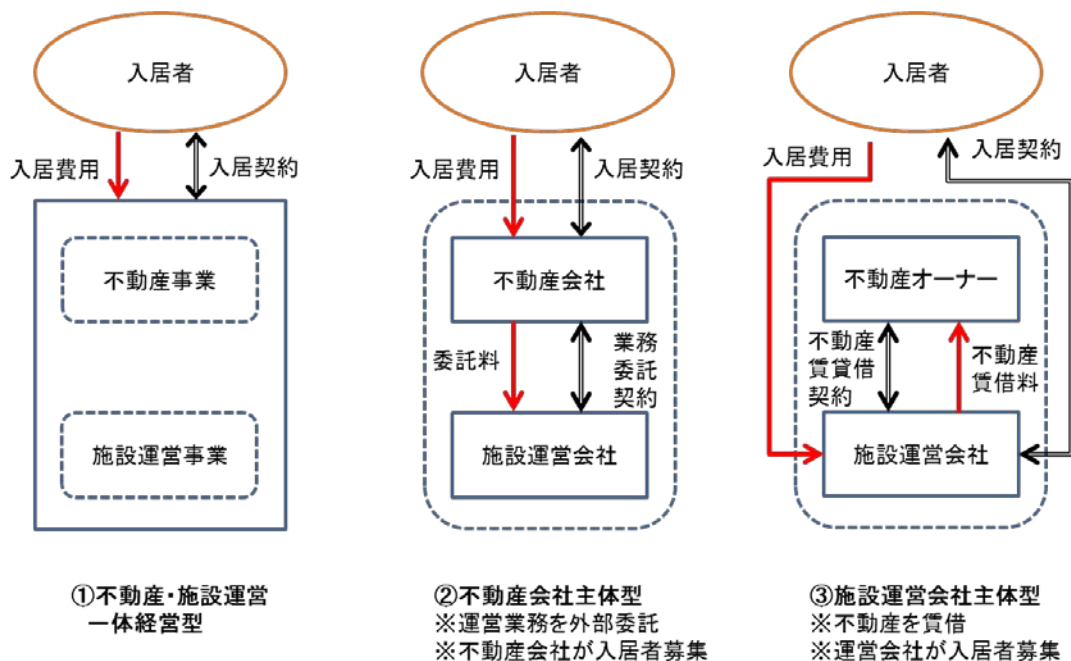 入居者
入居費用
入居契約
不動産事業
施設運営事業
①不動産・施設運営
一体経営型
入居者
入居費用
入居契約
不動産会社
委託料
業務
委託
契約
施設運営会社
②不動産会社主体型
※運営業務を外部委託
※不動産会社が入居者募集
入居者
入居費用
入居契約
不動産オーナー
不動産
賃貸借
契約
不動産
賃借料
施設運営会社
③施設運営会社主体型
※不動産を賃借
※運営会社が入居者募集